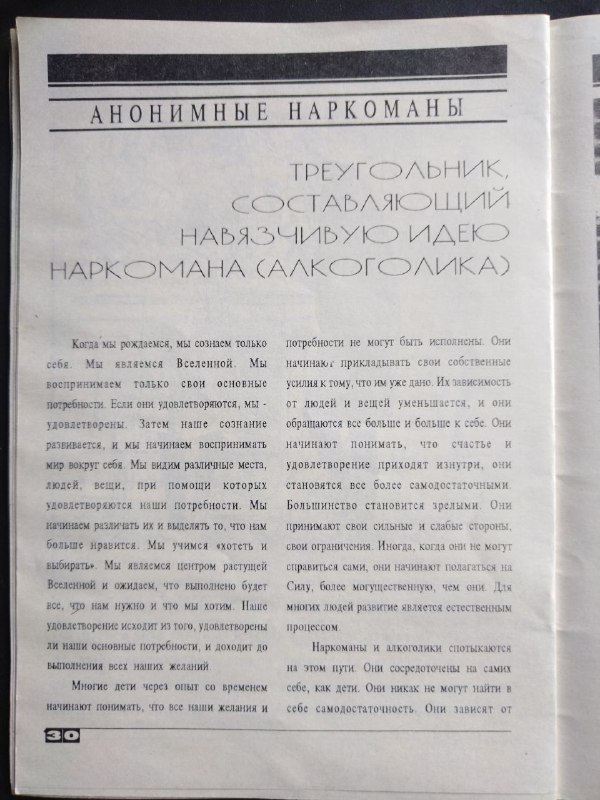 АНОНИМНЫЕ НАРКОМАНЫ
ТРЕУГОЛЬНИК,
СОСТАВЛЯЮЩИЙ
НАВЯЗЧИВУЮ ИДЕЮ
НАРКОМАНА (АЛКОГОЛИКА)
Когда мы рождаемся, мы сознаем только
себя. Мы являемся Вселенной. Мы
воспринимаем только свои основные
потребности. Если они удовлетворяются, мы -
удовлетворены. Затем наше сознание
развивается, и мы начинаем воспринимать
мир вокруг себя. Мы видим различные места,
людей, вещи, при помощи которых
удовлетворяются наши потребности. Мы
начинаем различать их и выделять то, что нам
больше нравится. Мы учимся «хотеть и
выбирать». Мы являемся центром растущей
Вселенной и ожидаем, что выполнено будет
все, что нам нужно и что мы хотим. Наше
удовлетворение исходит из того, удовлетворены
ли наши основные потребности, и доходит до
выполнения всех наших желаний.
Многие дети через опыт со временем
начинают понимать, что все наши желания и
потребности не могут быть исполнены. Они
начинают прикладывать свои собственные
усилия к тому, что им уже дано. Их зависимость
от людей и вещей уменьшается, и они
обращаются все больше и больше к себе. Они
начинают понимать, что счастье и
удовлетворение приходят изнутри, они
становятся все более самодостаточными.
Большинство становится зрелыми. Они
принимают свои сильные и слабые стороны,
свои ограничения. Иногда, когда они не могут
справиться сами, они начинают полагаться на
Силу, более могущественную, чем они. Для
многих людей развитие является естественным
процессом.
Наркоманы и алкоголики спотыкаются
на этом пути. Они сосредоточены на самих
себе, как дети. Они никак не могут найти в
себе самодостаточность. Они зависят от
30